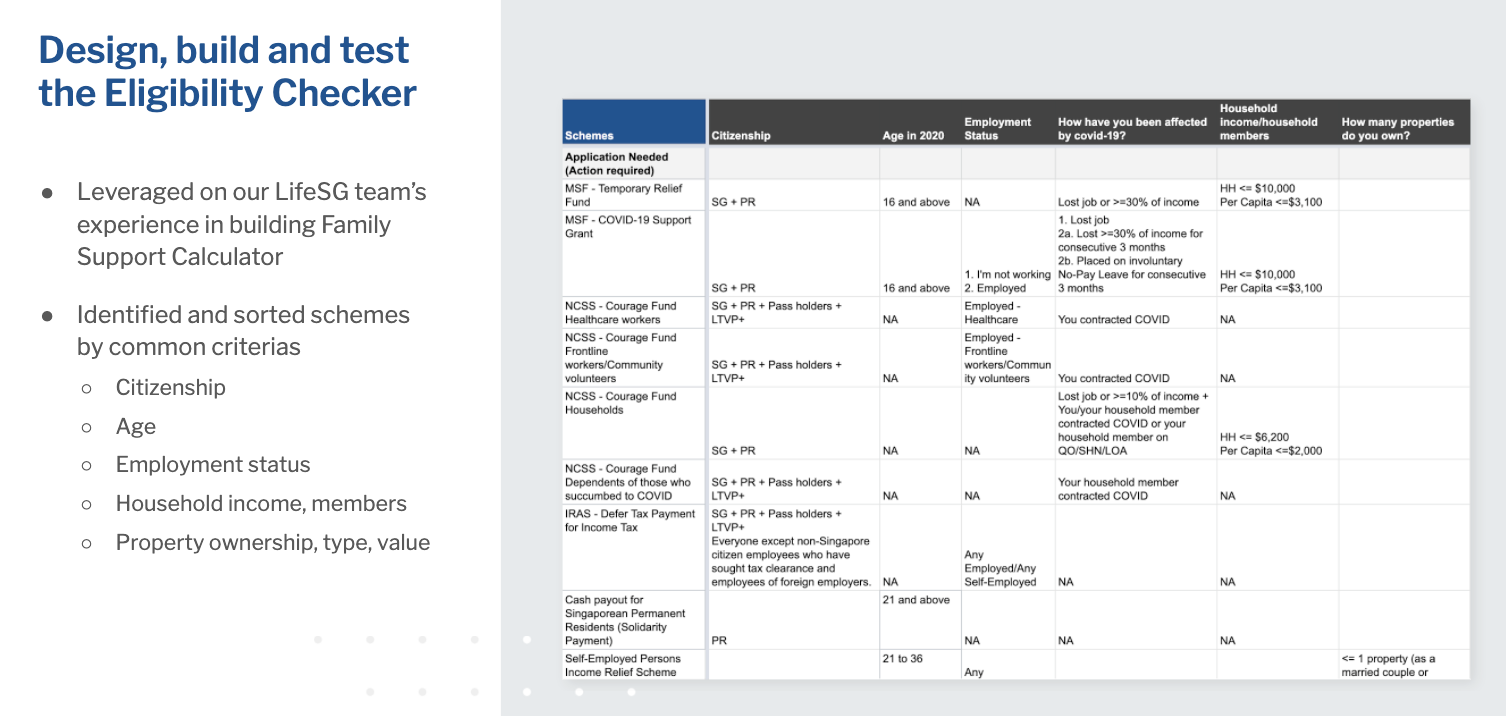 Design, build and test
the Eligibility Checker
● Leveraged on our LifeSG team’s
experience in building Family
Support Calculator
● Identified and sorted schemes
by common criterias
○ Citizenship
○ Age
○ Employment status
○ Household income, members
○ Property ownership, type, value
Schemes
Citizenship
Age in 2020
Employment
Status
How have you been affected
by covid-19?
Household
income/household
members
How many properties
do you own?
Application Needed
(Action required)
MSF - Temporary Relief
Fund
SG + PR
16 and above
NA
Lost job or >=30% of income
HH <= $10,000
Per Capita <=$3,100
MSF - COVID-19 Support
Grant
SG + PR
16 and above
1. I'm not working
2. Employed
1. Lost job
2a. Lost >=30% of income for
consecutive 3 months
2b. Placed on involuntary
No-Pay Leave for consecutive
3 months
HH <= $10,000
Per Capita <=$3,100
NCSS - Courage Fund
Healthcare workers
SG + PR + Pass holders +
LTVP+
NA
Employed -
Healthcare
You contracted COVID
NA
NCSS - Courage Fund
Frontline
workers/Community
volunteers
SG + PR + Pass holders +
LTVP+
NA
Employed -
Frontline
workers/Commun
ity volunteers
You contracted COVID
NA
NCSS - Courage Fund
Households
SG + PR
NA
NA
Lost job or >=10% of income +
You/your household member
contracted COVID or your
household member on
QO/SHN/LOA
HH <= $6,200
Per Capita <=$2,000
NCSS - Courage Fund
Dependents of those who
succumbed to COVID
SG + PR + Pass holders +
LTVP+
NA
NA
Your household member
contracted COVID
NA
IRAS - Defer Tax Payment
for Income Tax
SG + PR + Pass holders +
LTVP+
Everyone except non-Singapore
citizen employees who have
sought tax clearance and
employees of foreign employers.
NA
Any
Employed/Any
Self-Employed
NA
NA
Cash payout for
Singaporean Permanent
Residents (Solidarity
Payment)
PR
21 and above
NA
NA
NA
Self-Employed Persons
Income Relief Scheme
21 to 36
Any
<= 1 property (as a
married couple or